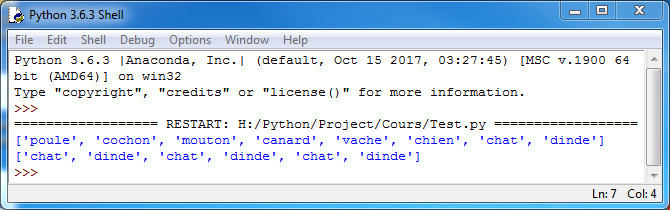 Python 3.6.3 Shell
File Edit Shell Debug Options Window Help
Python 3.6.3 |Anaconda, Inc.| (default, Oct 15 2017, 03:27:45) [MSC v.1900 64
bit (AMD64)] on win32
Type "copyright", "credits" or "license()" for more information.
>>>
================== RESTART: H:/Python/Project/Cours/Test.py ==================
['poule', 'cochon', 'mouton', 'canard', 'vache', 'chien', 'chat', 'dinde']
['chat', 'dinde', 'chat', 'dinde', 'chat', 'dinde']
>>>
Ln: 7 Col: 4